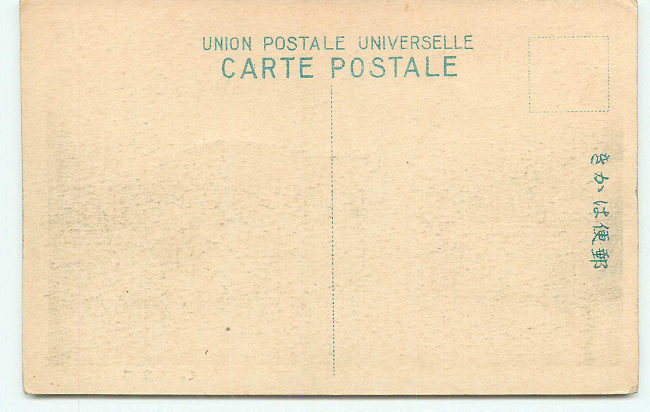 UNION POSTALE UNIVERSELLE
CARTE POSTALE
郵便はかき